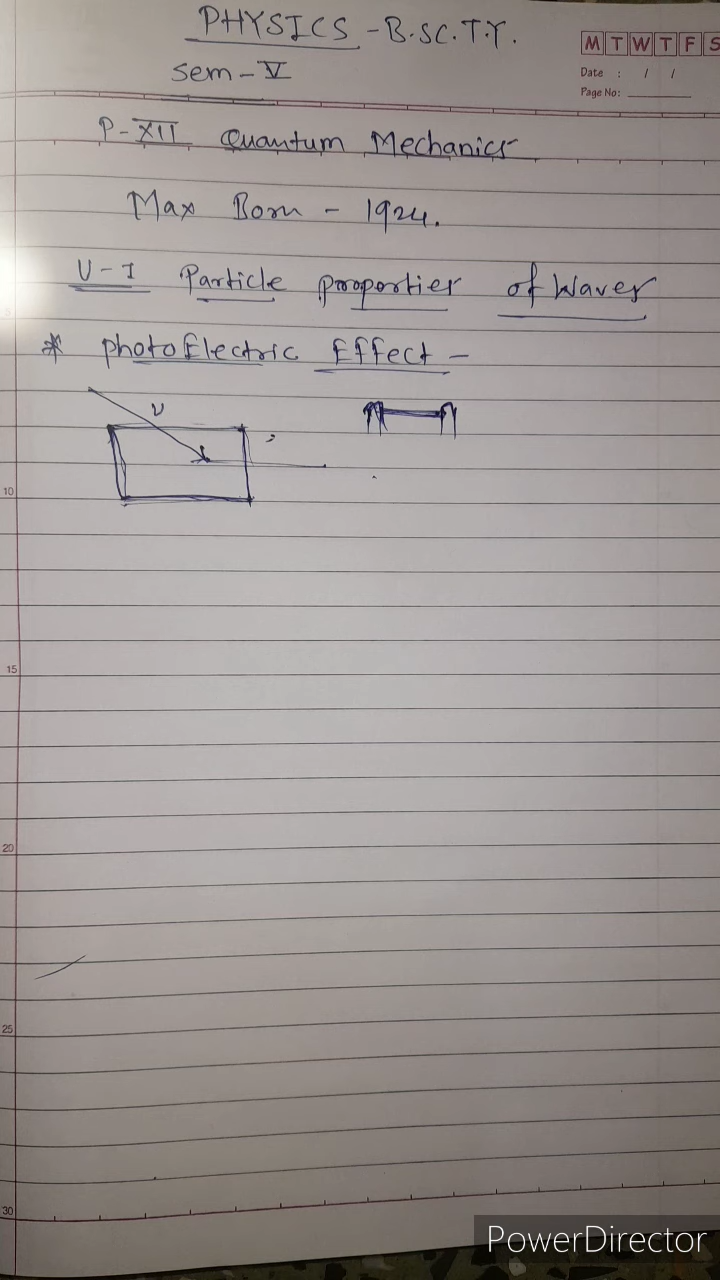 PHYSICS - B.SC.T.Y.
M T W T F S
sem - V
Date : / /
Page No:
P-XII Quantum Mechanics
Max Born - 1924.
U-I Particle properties of Waves
* photoElectric Effect -
ν
10
15
20
25
30
PowerDirector